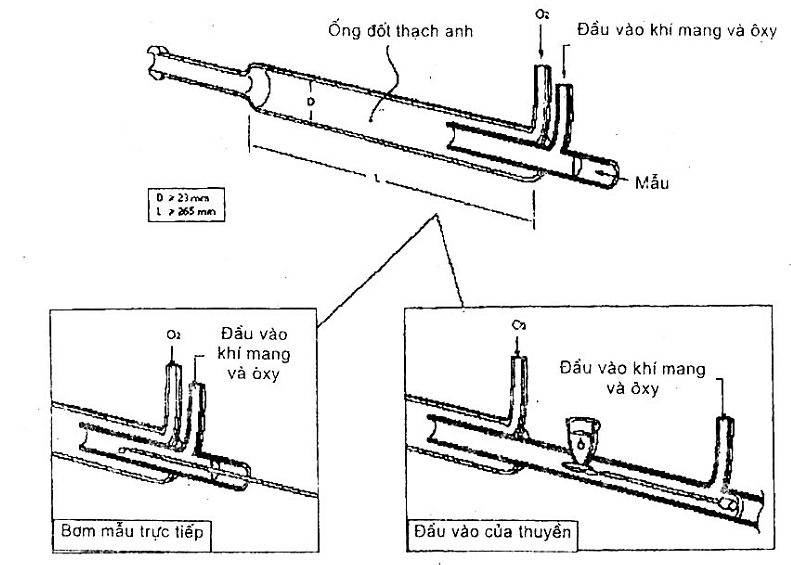 Ống đốt thạch anh
O2
Đầu vào khí mang và ôxy
D
L
Mẫu
D ≥ 23 mm
L ≥ 265 mm
O2
Đầu vào
khí mang
và ôxy
Bơm mẫu trực tiếp
O2
Đầu vào khí mang
và ôxy
Đầu vào của thuyền